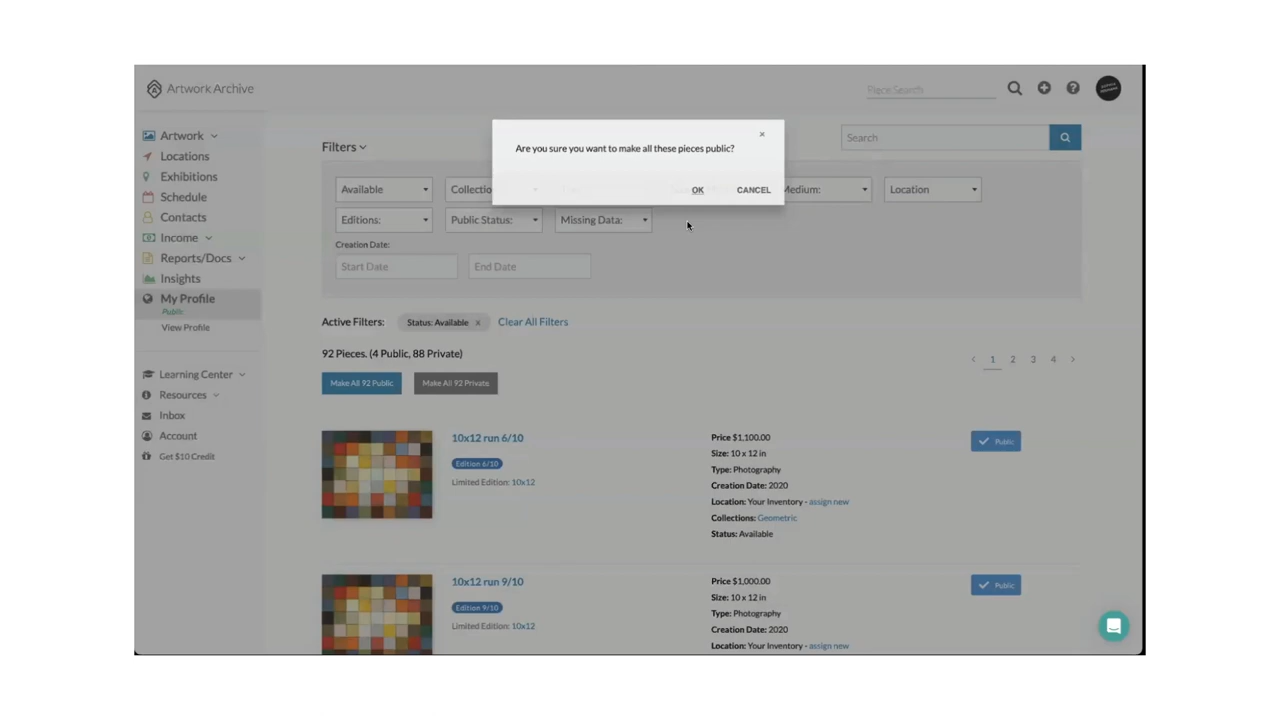 Artwork Archive
Piece Search
Artwork
Locations
Exhibitions
Schedule
Contacts
Income
Reports/Docs
Insights
My Profile
Public
View Profile
Learning Center
Resources
Inbox
Account
Get $10 Credit
Filters
Search
Are you sure you want to make all these pieces public?
OK CANCEL
Available
Collectio
Medium:
Location
Editions:
Public Status:
Missing Data:
Creation Date:
Start Date
End Date
Active Filters: Status: Available x Clear All Filters
92 Pieces. (4 Public, 88 Private)
1 2 3 4
Make All 92 Public
Make All 92 Private
10x12 run 6/10
Edition 6/10
Limited Edition: 10x12
Price $1,100.00
Size: 10 x 12 in
Type: Photography
Creation Date: 2020
Location: Your Inventory - assign new
Collections: Geometric
Status: Available
Public
10x12 run 9/10
Edition 9/10
Limited Edition: 10x12
Price $1,000.00
Size: 10 x 12 in
Type: Photography
Creation Date: 2020
Location: Your Inventory - assign new
Public